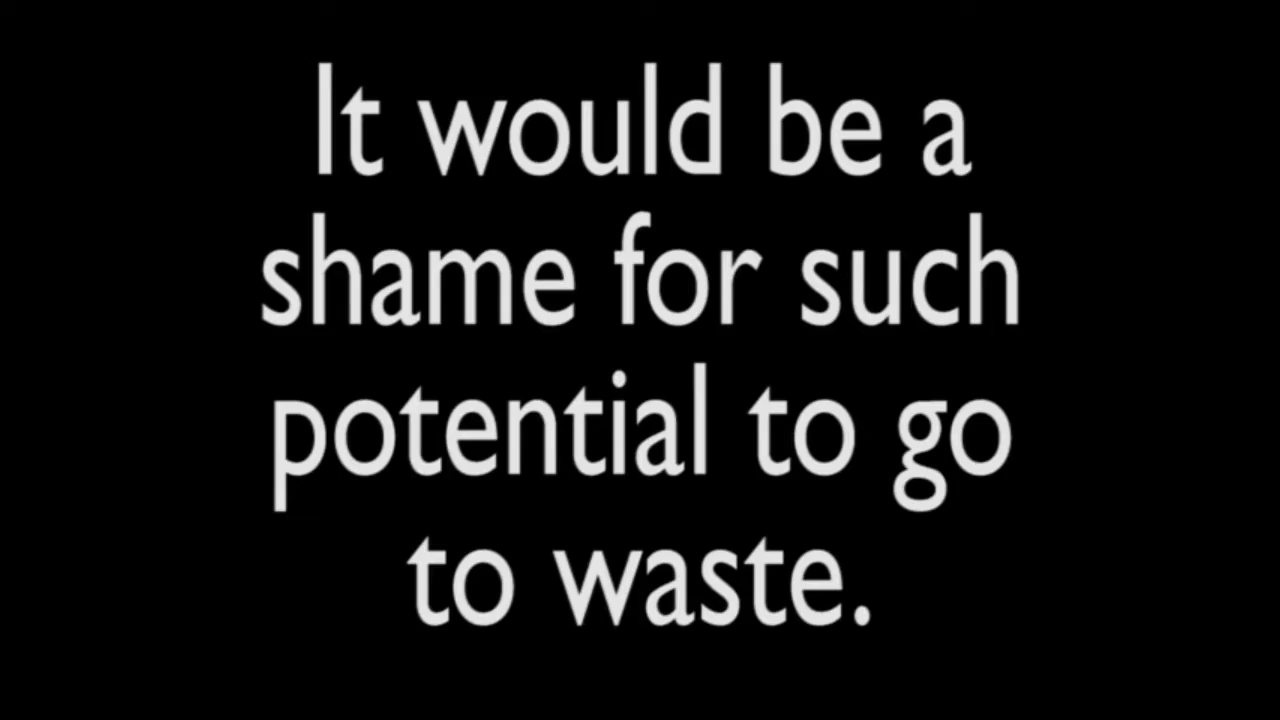 It would be a
shame for such
potential to go
to waste.